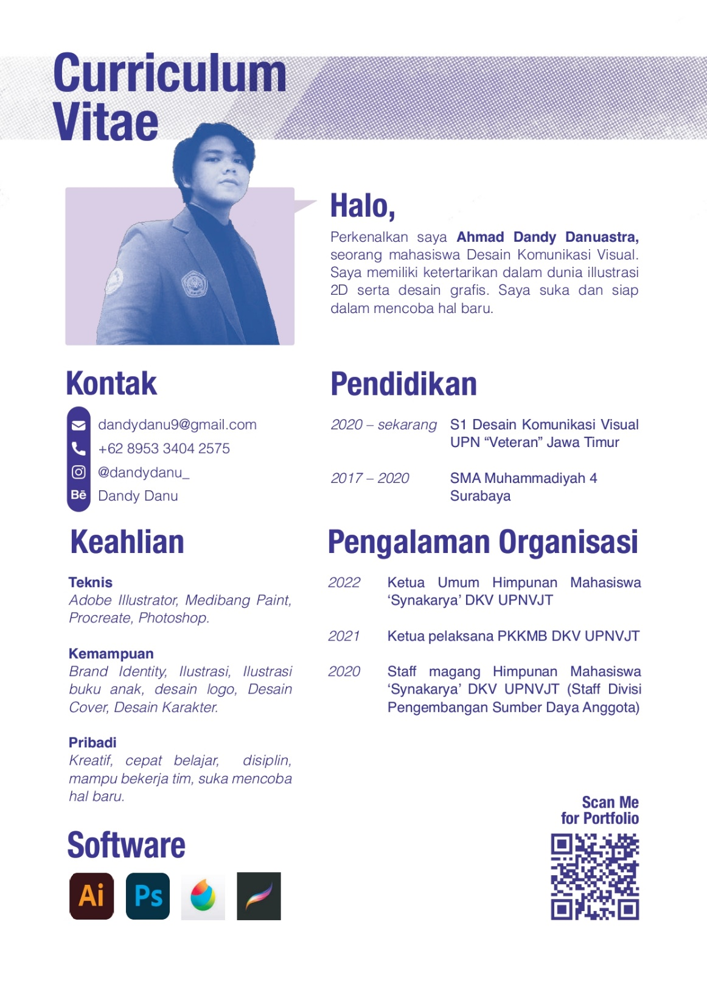 Curriculum
Vitae
Halo,
Perkenalkan saya Ahmad Dandy Danuastra,
seorang mahasiswa Desain Komunikasi Visual.
Saya memiliki ketertarikan dalam dunia illustrasi
2D serta desain grafis. Saya suka dan siap
dalam mencoba hal baru.
Kontak
dandydanu9@gmail.com
+62 8953 3404 2575
@dandydanu_
Bē Dandy Danu
Pendidikan
2020 – sekarang S1 Desain Komunikasi Visual
UPN “Veteran” Jawa Timur
2017 – 2020 SMA Muhammadiyah 4
Surabaya
Keahlian
Teknis
Adobe Illustrator, Medibang Paint,
Procreate, Photoshop.
Kemampuan
Brand Identity, Ilustrasi, Ilustrasi
buku anak, desain logo, Desain
Cover, Desain Karakter.
Pribadi
Kreatif, cepat belajar, disiplin,
mampu bekerja tim, suka mencoba
hal baru.
Pengalaman Organisasi
2022 Ketua Umum Himpunan Mahasiswa
‘Synakarya’ DKV UPNVJT
2021 Ketua pelaksana PKKMB DKV UPNVJT
2020 Staff magang Himpunan Mahasiswa
‘Synakarya’ DKV UPNVJT (Staff Divisi
Pengembangan Sumber Daya Anggota)
Software
Ai Ps
Scan Me
for Portfolio